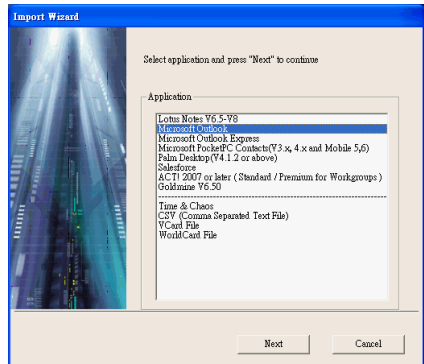 Import Wizard
Select application and press "Next" to continue
Application
Lotus Notes V6.5-V8
Microsoft Outlook
Microsoft Outlook Express
Microsoft PocketPC Contacts(V3.x, 4.x and Mobile 5,6)
Palm Desktop(V4.1.2 or above)
Salesforce
ACT! 2007 or later ( Standard / Premium for Workgroups )
Goldmine V6.50
------------------------------------------------------------
Time & Chaos
CSV (Comma Separated Text File)
VCard File
WorldCard File
Next
Cancel